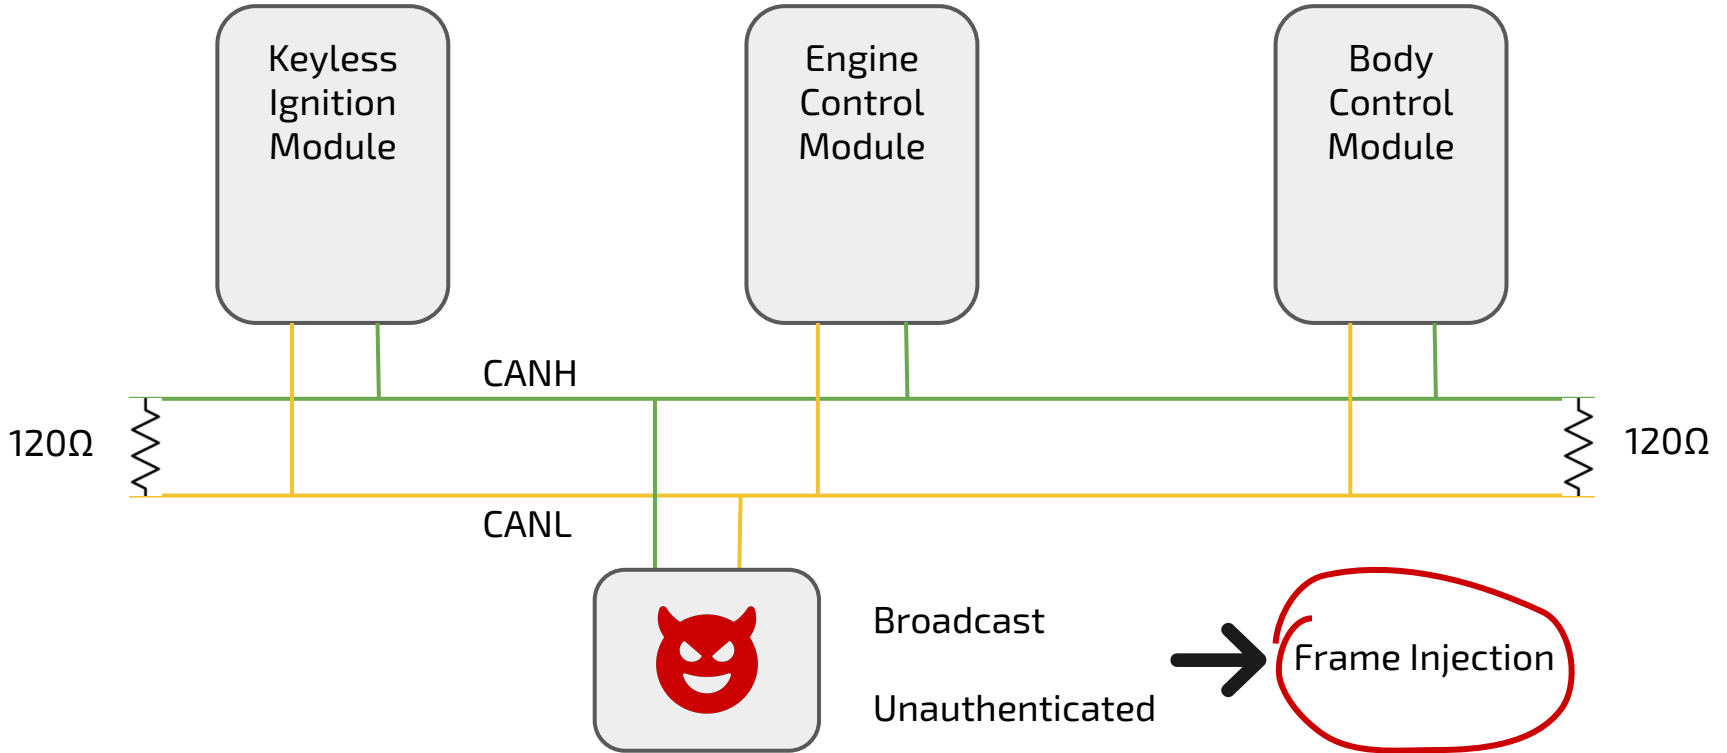 Keyless
Ignition
Module
Engine
Control
Module
Body
Control
Module
CANH
120Ω
120Ω
CANL
Broadcast
Frame Injection
Unauthenticated